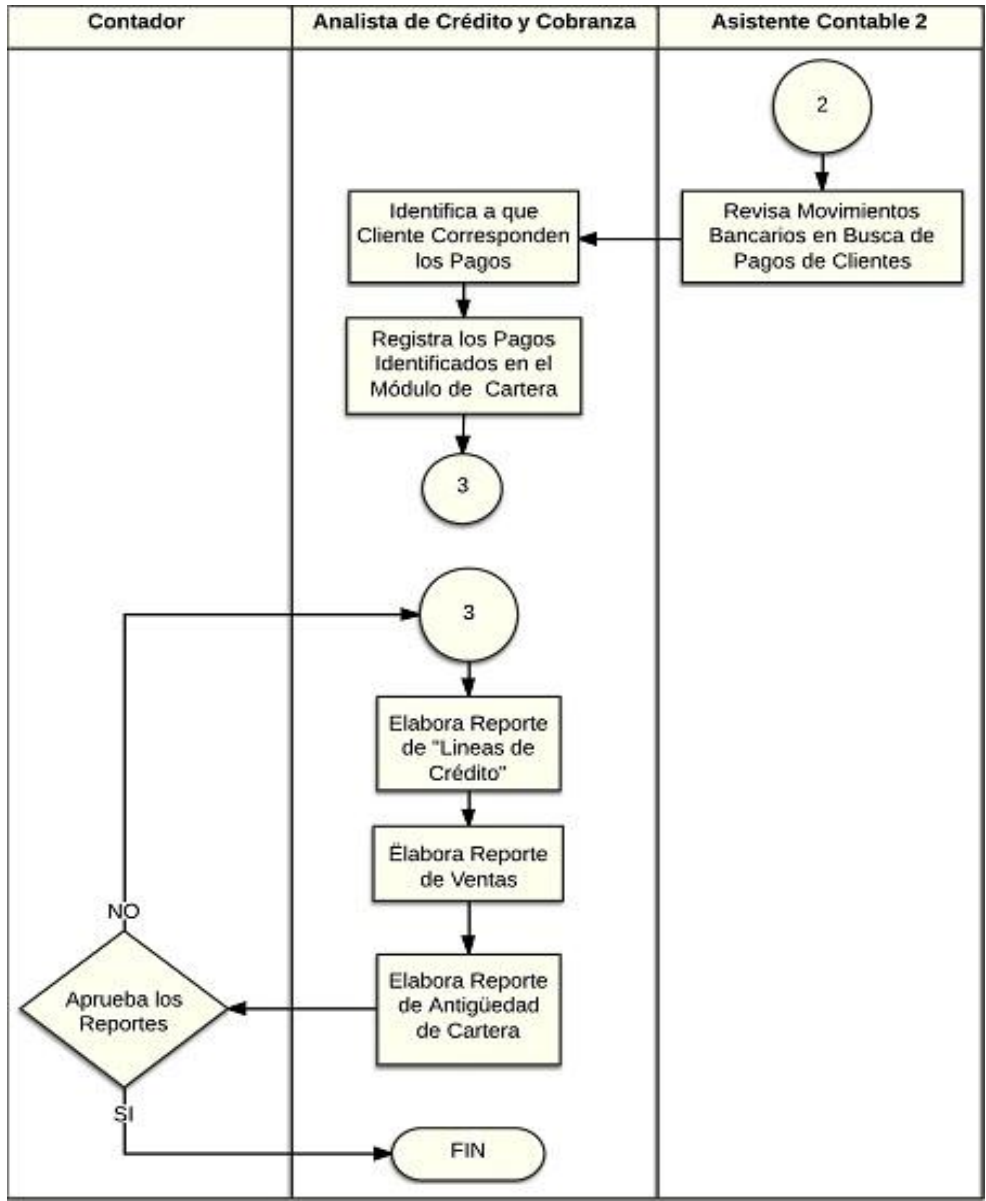 Contador
Analista de Crédito y Cobranza
Asistente Contable 2
2
Revisa Movimientos
Bancarios en Busca de
Pagos de Clientes
Identifica a que
Cliente Corresponden
los Pagos
Registra los Pagos
Identificados en el
Módulo de Cartera
3
3
Elabora Reporte
de "Lineas de
Crédito"
Ëlabora Reporte
de Ventas
Elabora Reporte
de Antigüedad
de Cartera
NO
Aprueba los
Reportes
SI
FIN